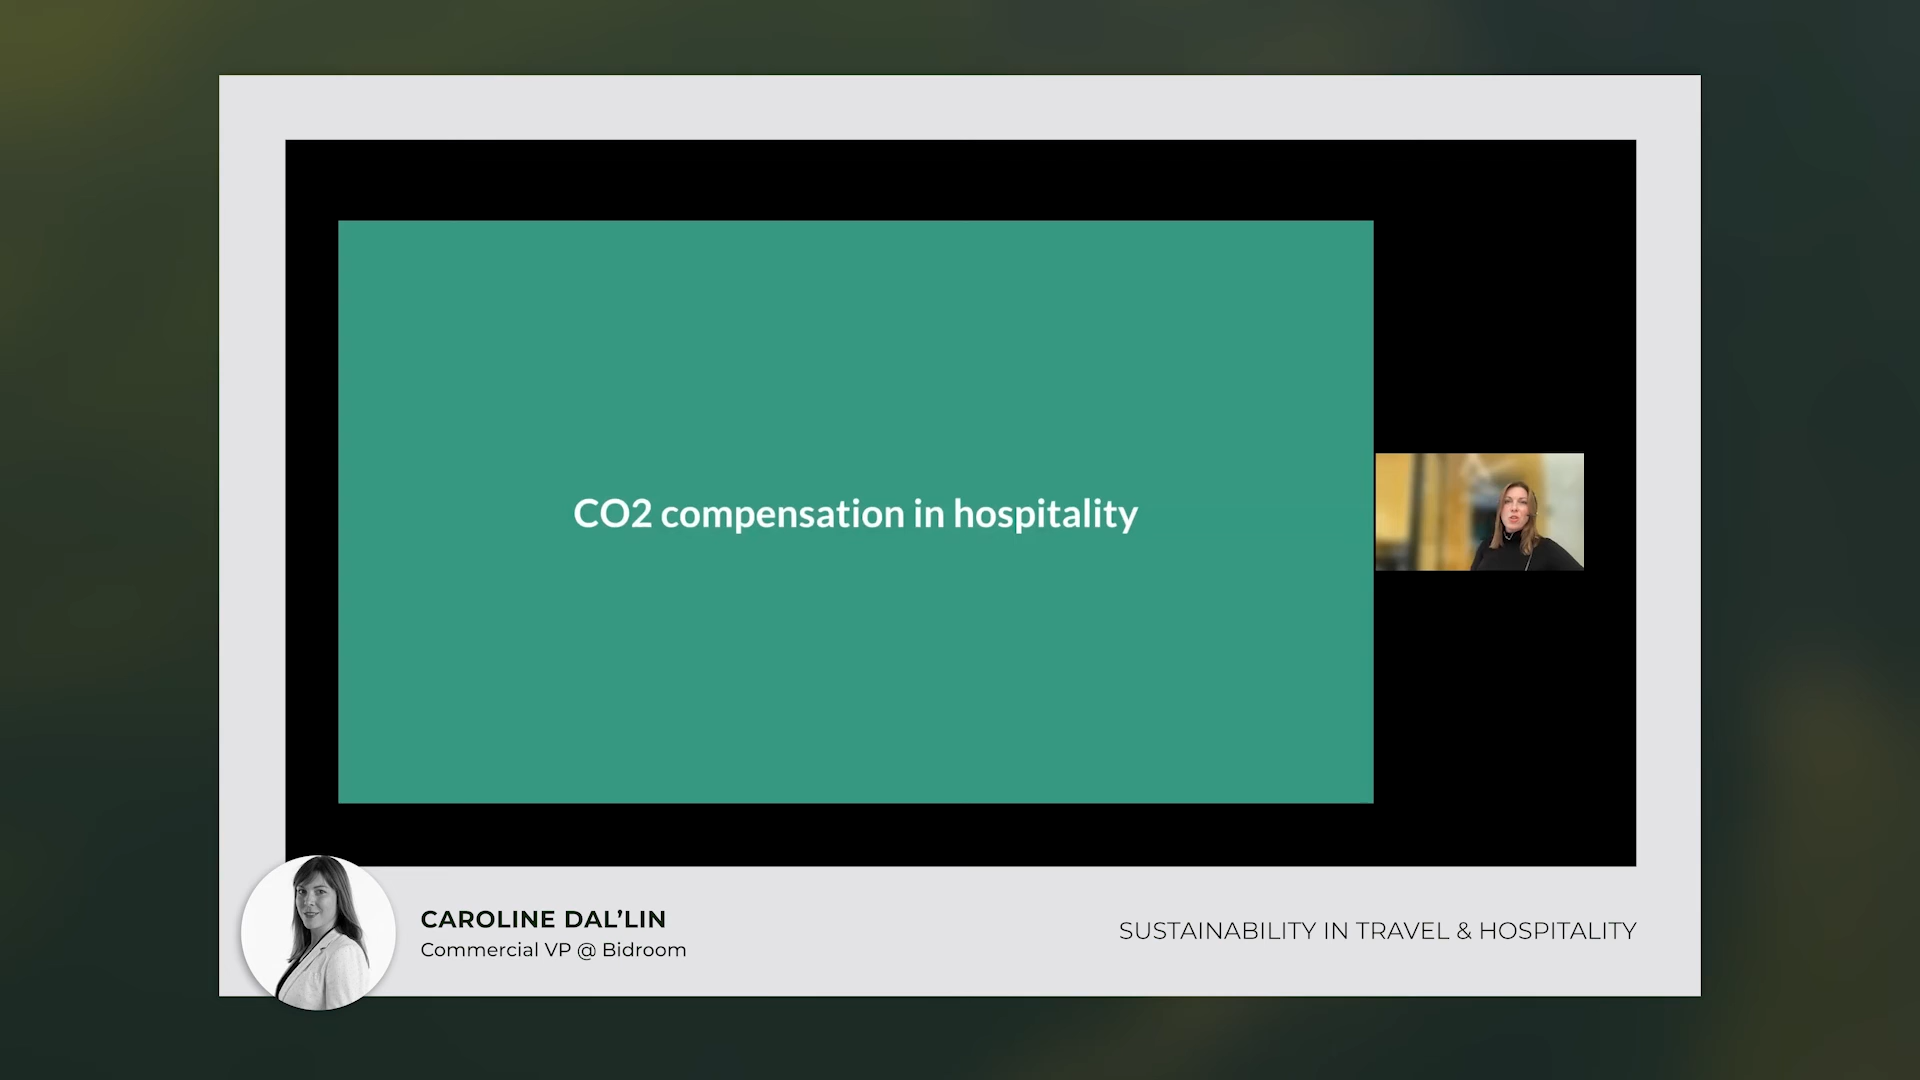 CO2 compensation in hospitality
CAROLINE DAL’LIN
Commercial VP @ Bidroom
SUSTAINABILITY IN TRAVEL & HOSPITALITY